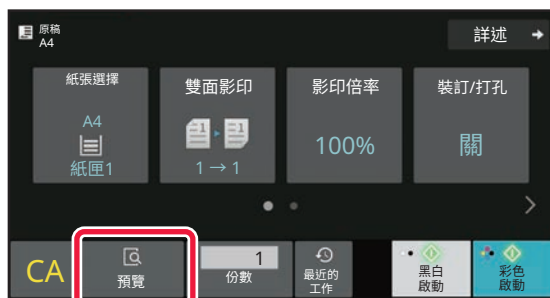 原稿
A4
詳述
紙張選擇
A4
紙匣1
雙面影印
1 → 1
影印倍率
100%
裝訂/打孔
關
CA
預覽
1
份數
最近的
工作
黑白
啟動
彩色
啟動